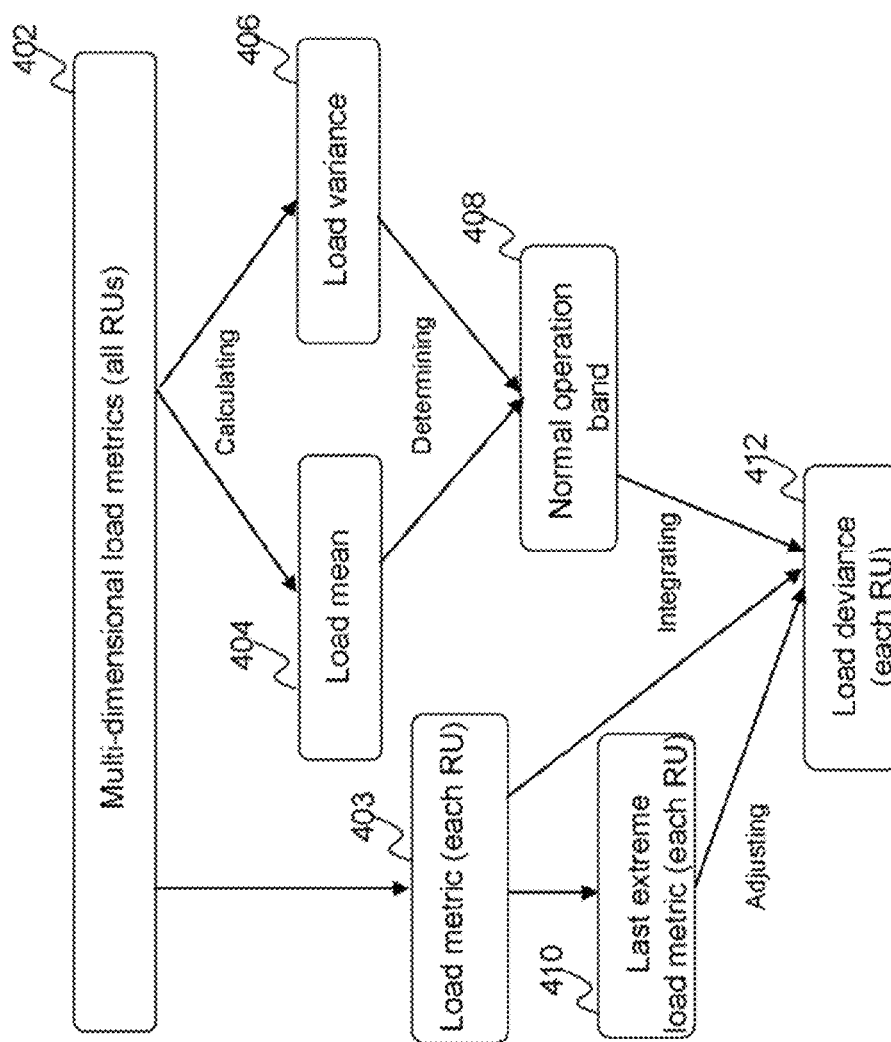 402
Multi-dimensional load metrics (all RUs)
Calculating
404
Load mean
406
Load variance
403
Load metric (each RU)
Determining
408
Normal operation
band
410
Last extreme
load metric (each RU)
Integrating
Adjusting
412
Load deviance
(each RU)